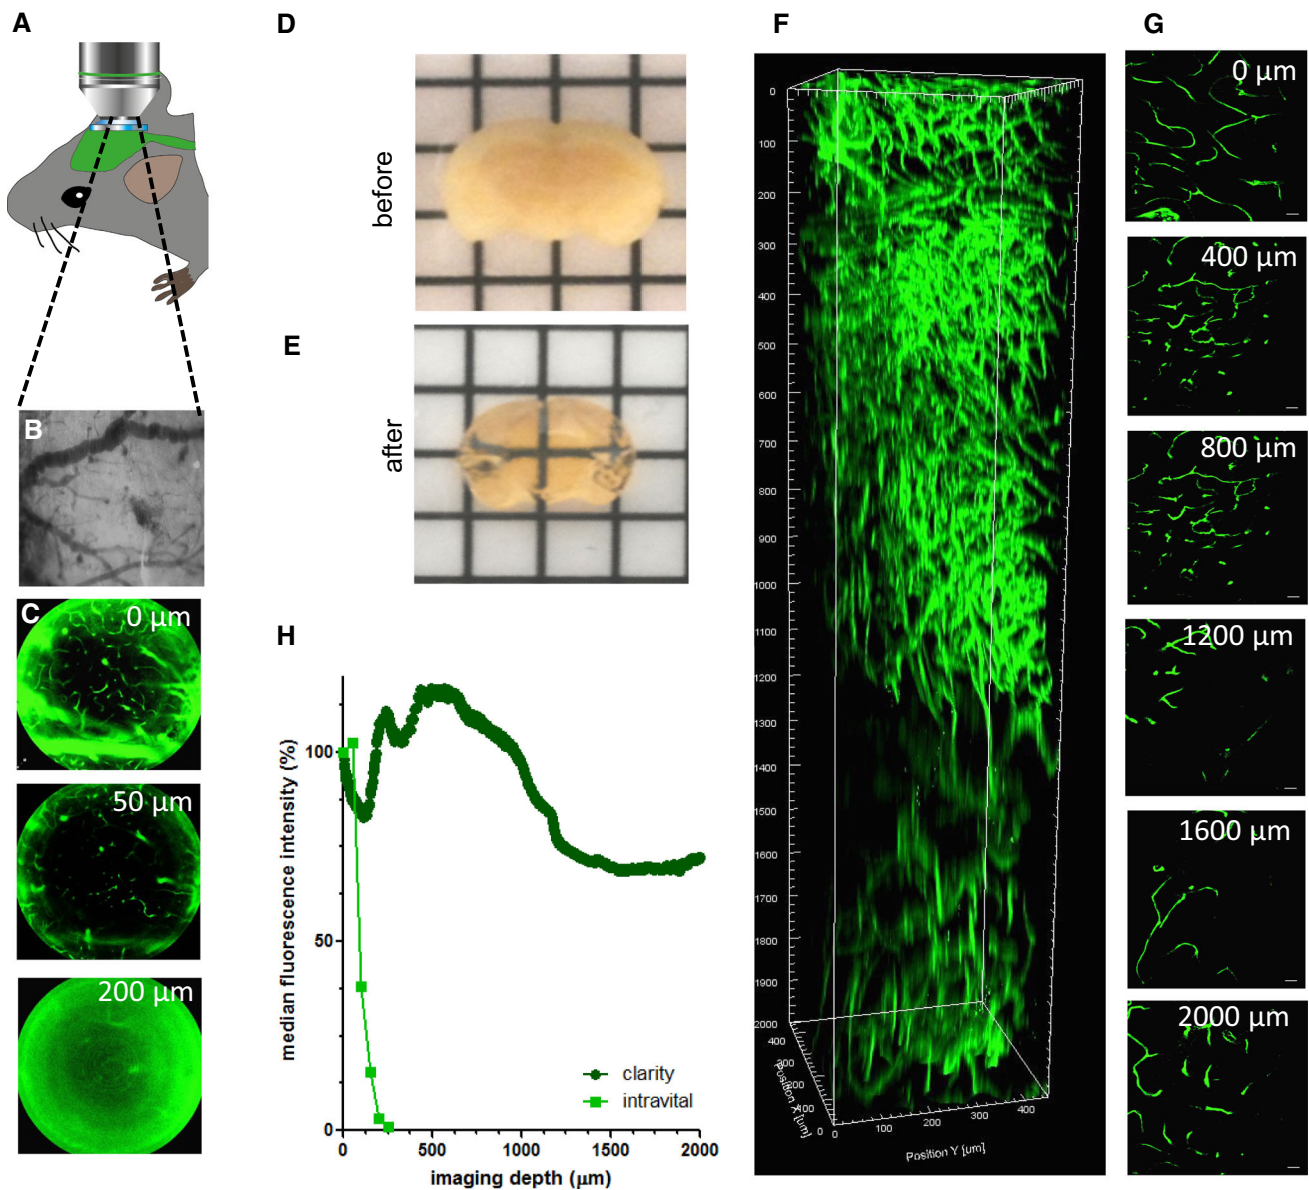 A
D
F
G
before
E
after
B
C
0 µm
50 µm
200 µm
H
median fluorescence intensity (%)
100
50
0
0
500
1000
1500
2000
imaging depth (µm)
clarity
intravital
0
100
200
300
400
500
600
700
800
900
1000
1100
1200
1300
1400
1500
1600
1700
1800
1900
2000
400
0
0
100
200
300
400
Position Y [µm]
0 µm
400 µm
800 µm
1200 µm
1600 µm
2000 µm